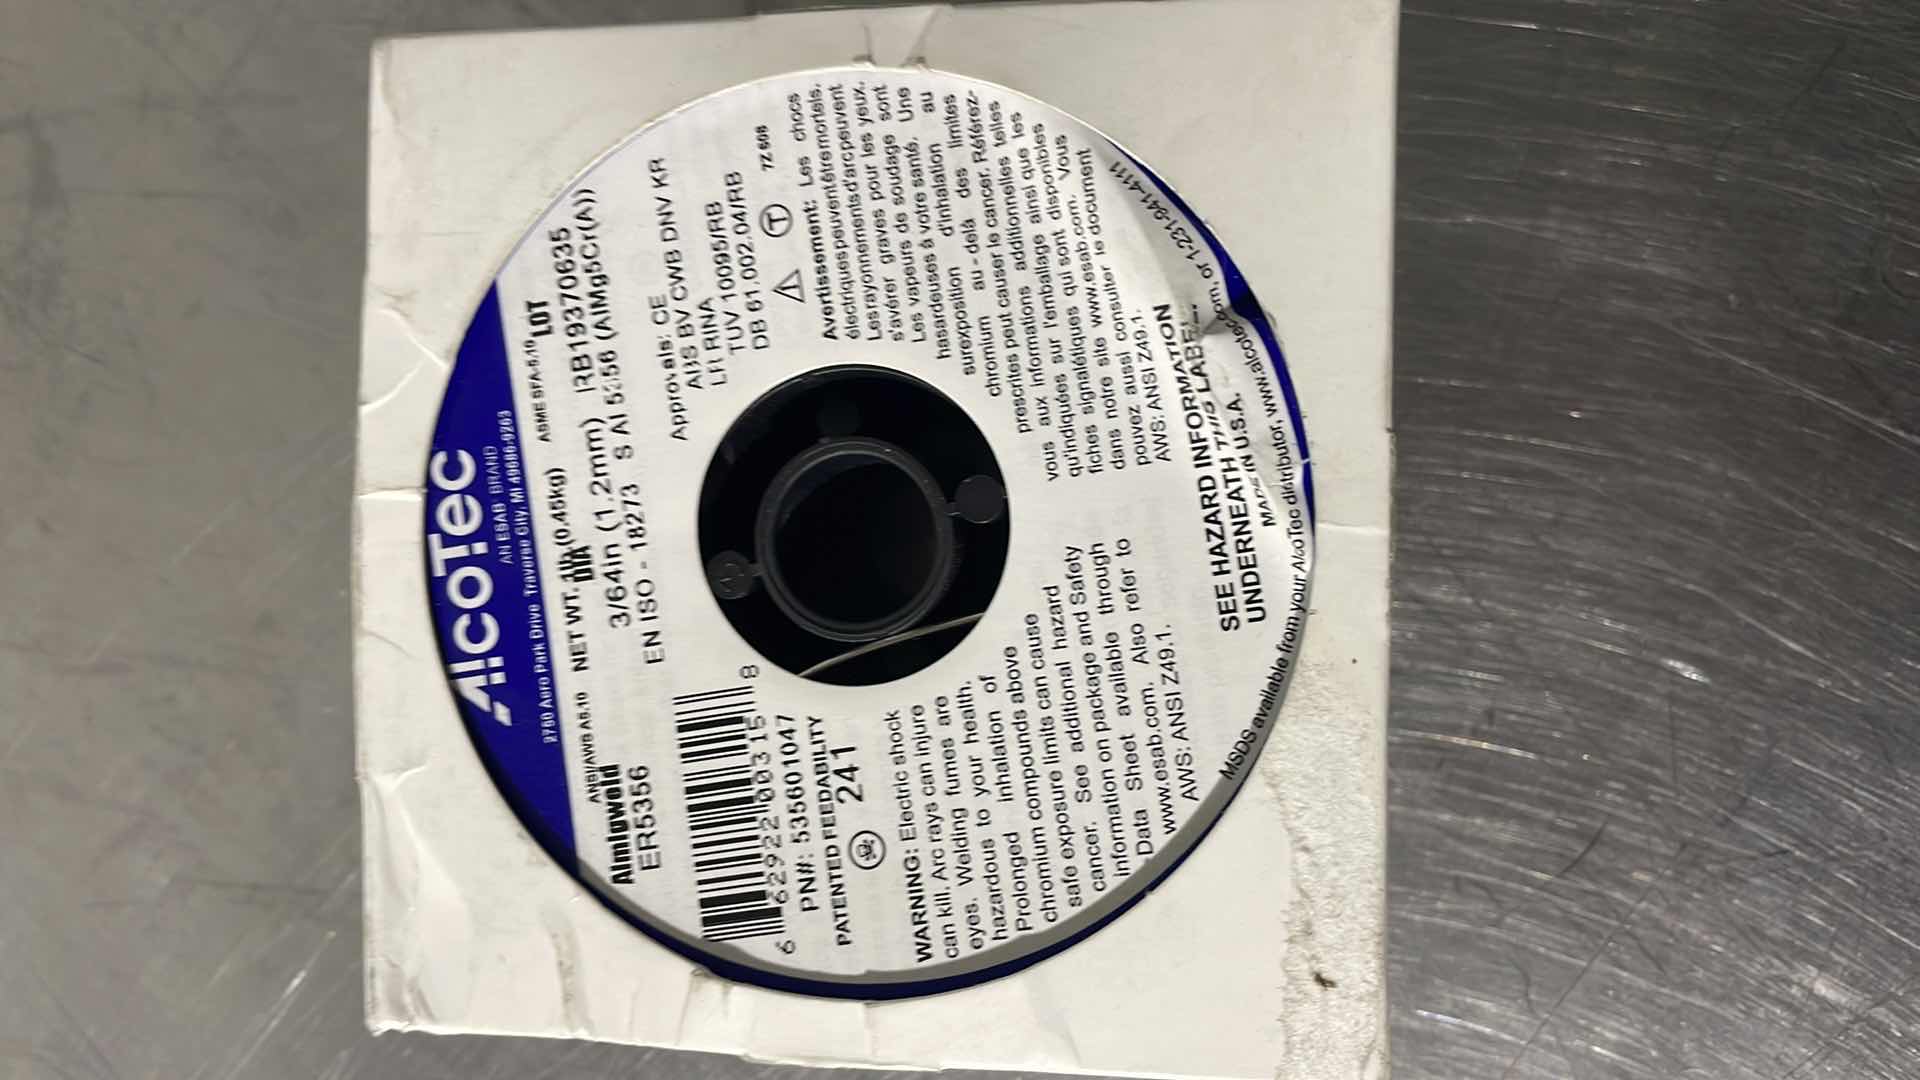 AlcoTec
AN ESAB BRAND
2750 Aero Park Drive Traverse City, MI 49686-9263
ANSI/AWS A5.10 NET WT. 1lb (0.45kg) ASME SFA-5.10
Almigweld DIA LOT
ER5356 3/64in (1.2mm) RB19370635
EN ISO - 18273 S Al 5356 (AlMg5Cr(A))
6 62922 00315 8
PN#: 535601047
PATENTED FEEDABILITY
241
Approvals: CE
ABS BV CWB DNV KR
LR RINA
TUV 10095/RB
DB 61.002.04/RB
T 7Z608
WARNING: Electric shock
can kill. Arc rays can injure
eyes. Welding fumes are
hazardous to your health.
Prolonged inhalation of
chromium compounds above
safe exposure limits can cause
cancer. See additional hazard
information on package and Safety
Data Sheet available through
www.esab.com. Also refer to
AWS: ANSI Z49.1.
Avertissement: Les chocs
électriques peuvent être mortels.
Les rayonnements d'arc peuvent
s'avérer graves pour les yeux.
Les vapeurs de soudage sont
hasardeuses à votre santé. Une
surexposition d'inhalation au
chromium au-delà des limites
prescrites peut causer le cancer. Référez-
vous aux informations additionnelles telles
qu'indiquées sur l'emballage ainsi que les
fiches signalétiques qui sont disponibles
dans notre site www.esab.com. Vous
pouvez aussi consulter le document
AWS: ANSI Z49.1.
SEE HAZARD INFORMATION
UNDERNEATH THIS LABEL
MADE IN U.S.A.
MSDS available from your AlcoTec distributor, www.alcotec.com, or 1-231-941-4111